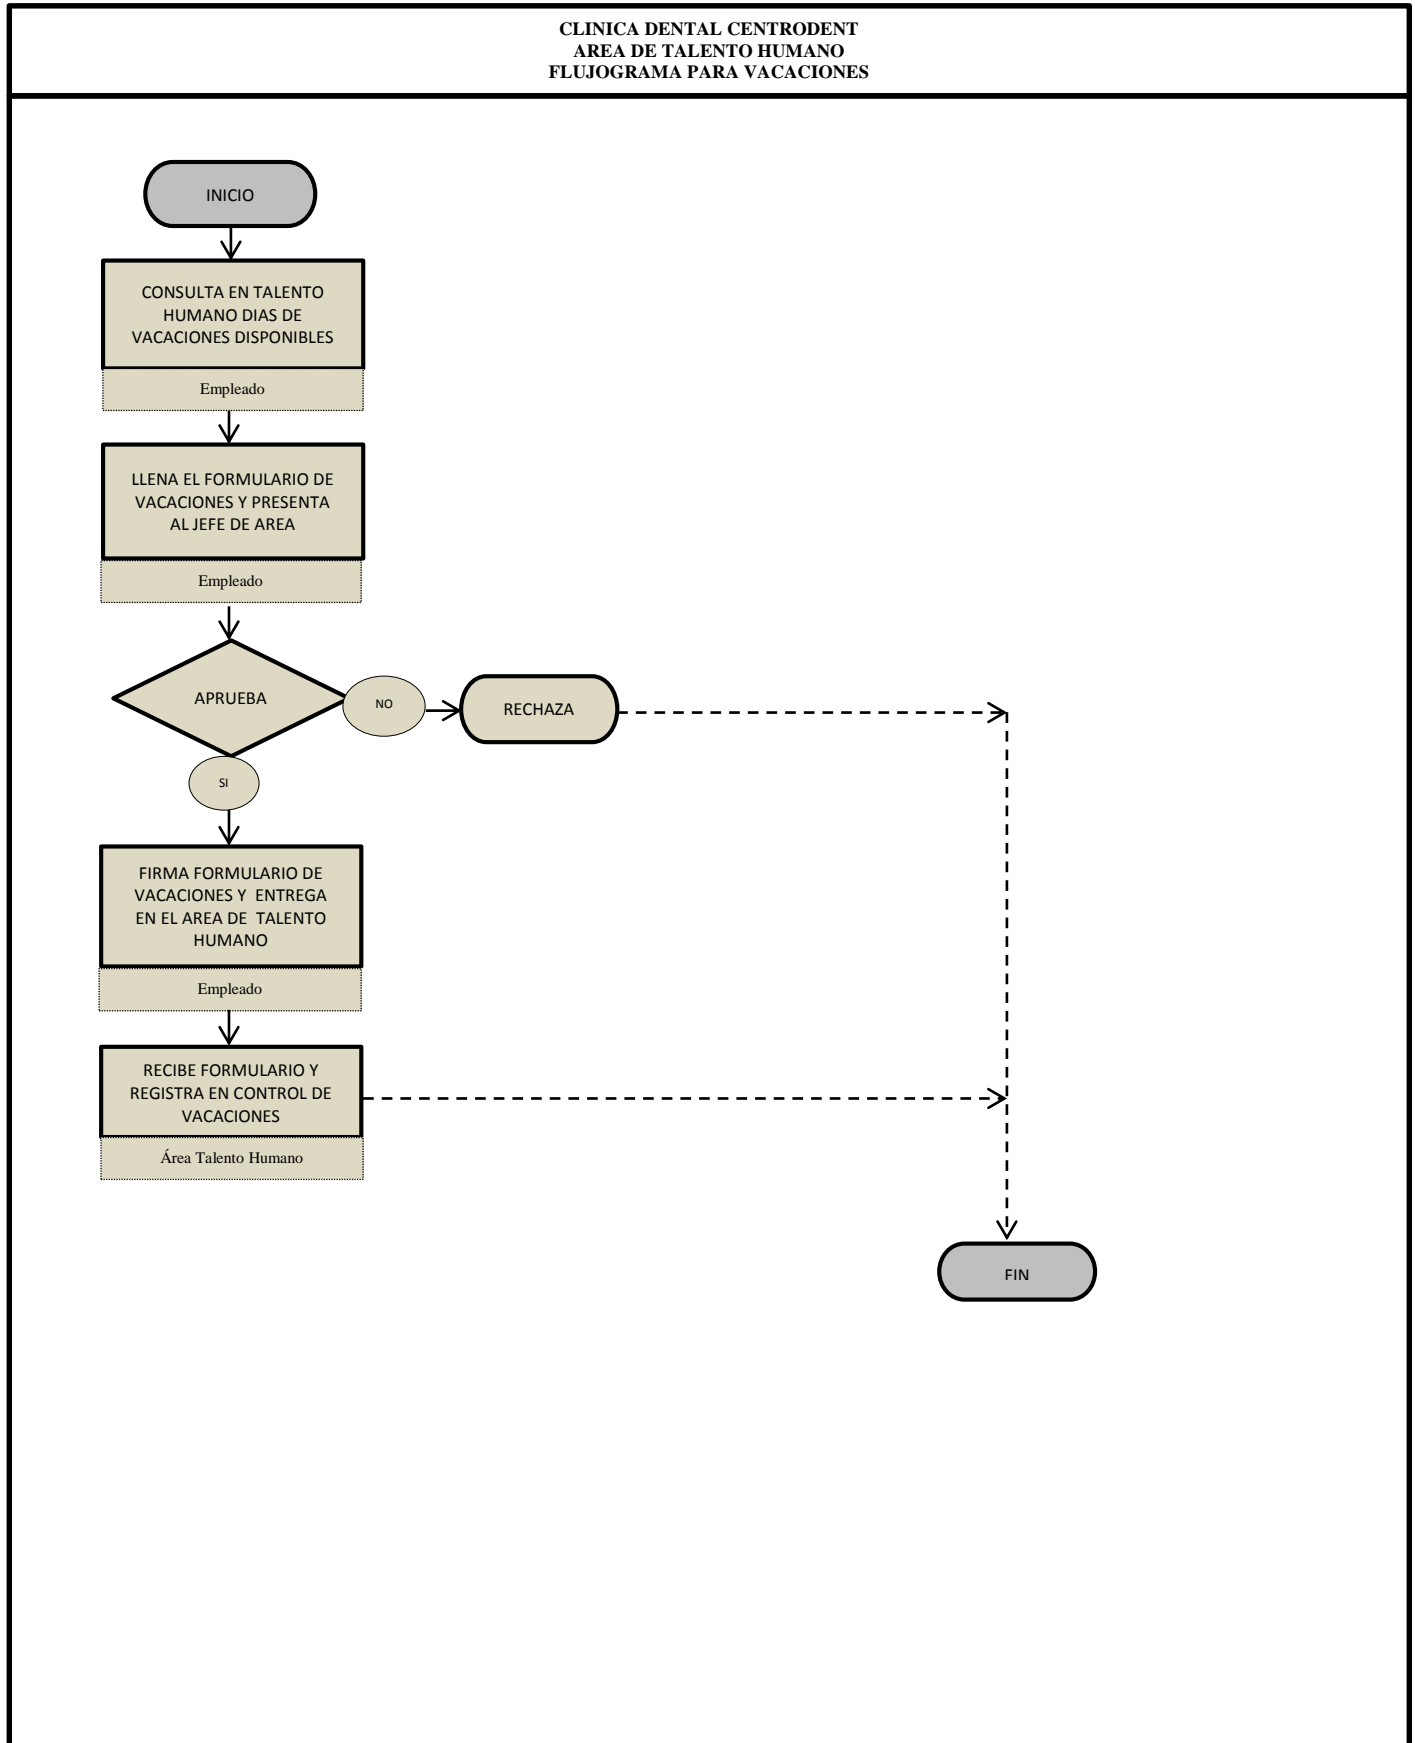 CLINICA DENTAL CENTRODENT
AREA DE TALENTO HUMANO
FLUJOGRAMA PARA VACACIONES
INICIO
CONSULTA EN TALENTO
HUMANO DIAS DE
VACACIONES DISPONIBLES
Empleado
LLENA EL FORMULARIO DE
VACACIONES Y PRESENTA
AL JEFE DE AREA
Empleado
APRUEBA
NO
RECHAZA
SI
FIRMA FORMULARIO DE
VACACIONES Y ENTREGA
EN EL AREA DE TALENTO
HUMANO
Empleado
RECIBE FORMULARIO Y
REGISTRA EN CONTROL DE
VACACIONES
Área Talento Humano
FIN